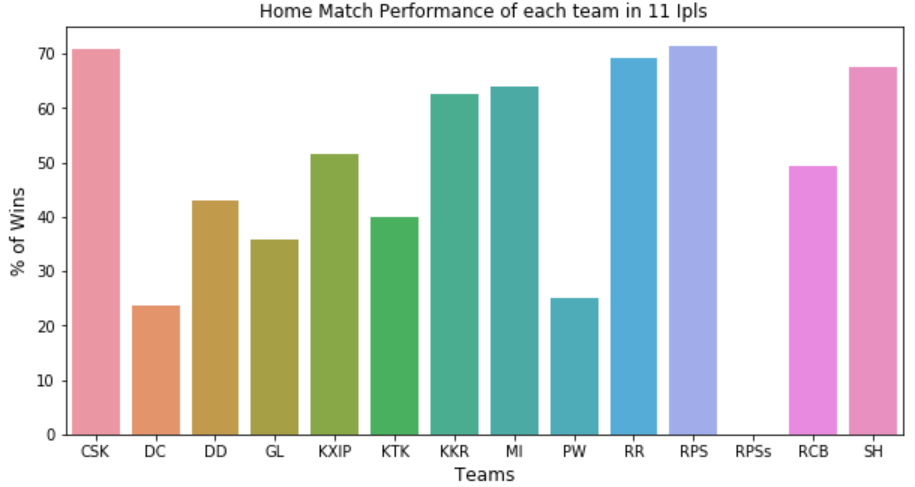 Home Match Performance of each team in 11 Ipls
% of Wins
70
60
50
40
30
20
10
0
CSK DC DD GL KXIP KTK KKR MI PW RR RPS RPSs RCB SH
Teams